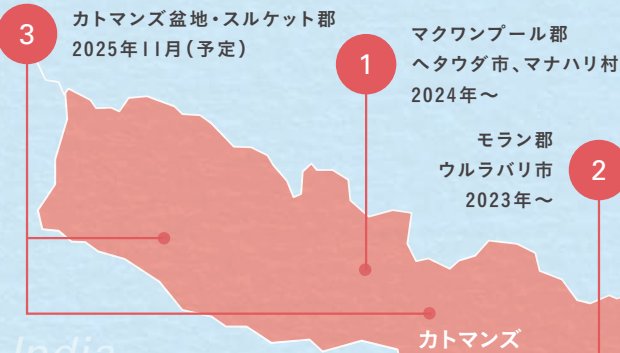 3
カトマンズ盆地・スルケット郡
2025年11月(予定)
1
マクワンプール郡
ヘタウダ市、マナハリ村
2024年〜
モラン郡
ウルラバリ市
2023年〜
2
カトマンズ
India